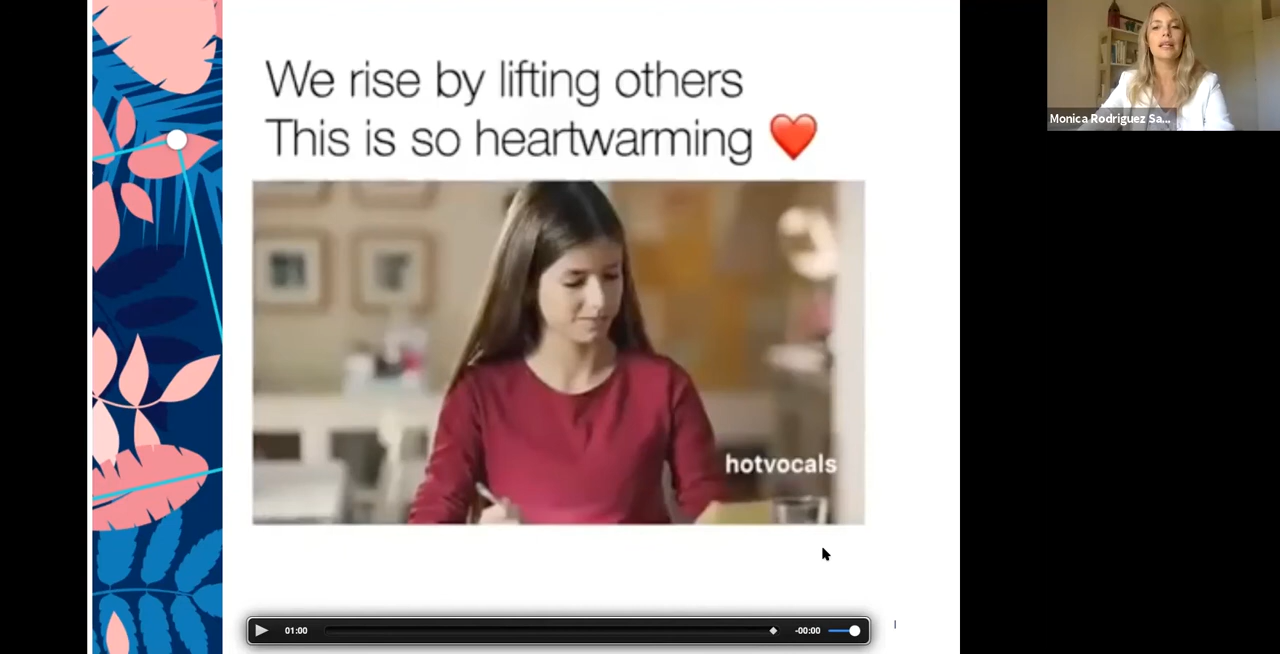 We rise by lifting others
This is so heartwarming ❤️
hotvocals
01:00
-00:00
Monica Rodriguez Sa...